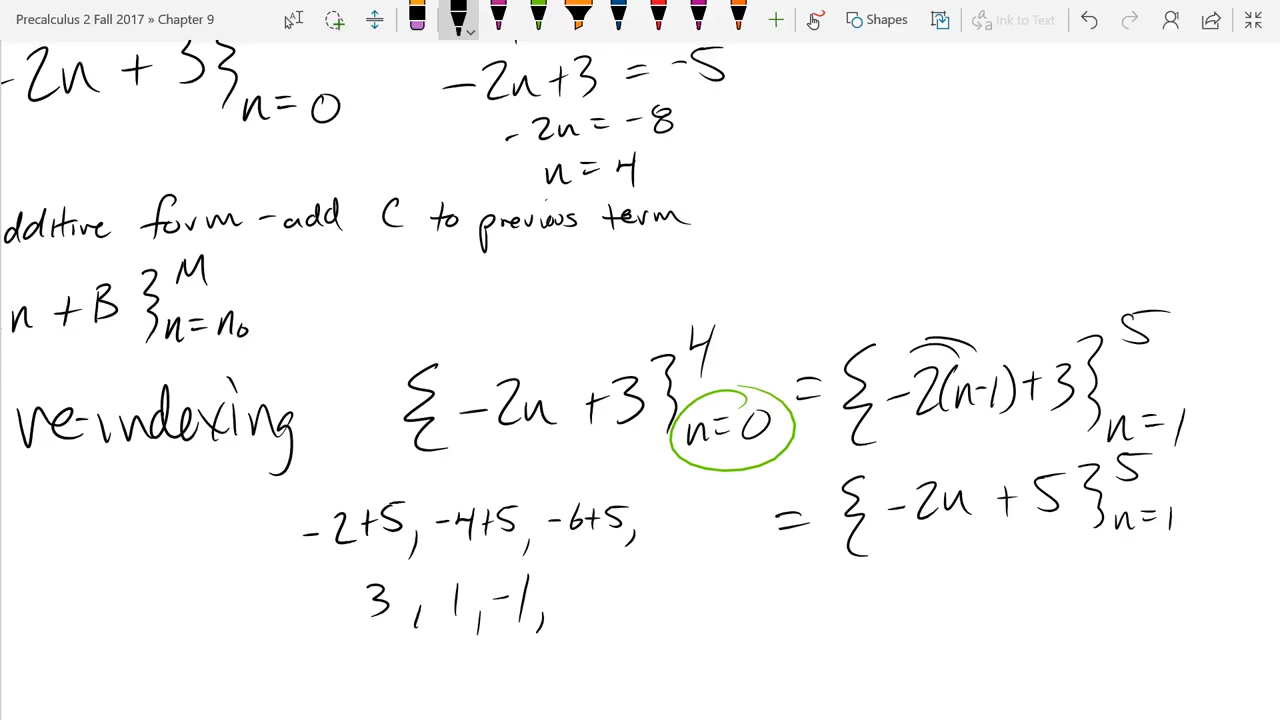 Precalculus 2 Fall 2017 » Chapter 9
Shapes
Ink to Text
-2n + 3}n=0
-2n+3 = -5
-2n = -8
n = 4
dditive form - add C to previous term
n + B}^M n=n₀
re-indexing
{-2n + 3}^4 n=0 = {-2(n-1)+3}^5 n=1
= {-2n + 5}^5 n=1
-2+5, -4+5, -6+5,
3, 1, -1,